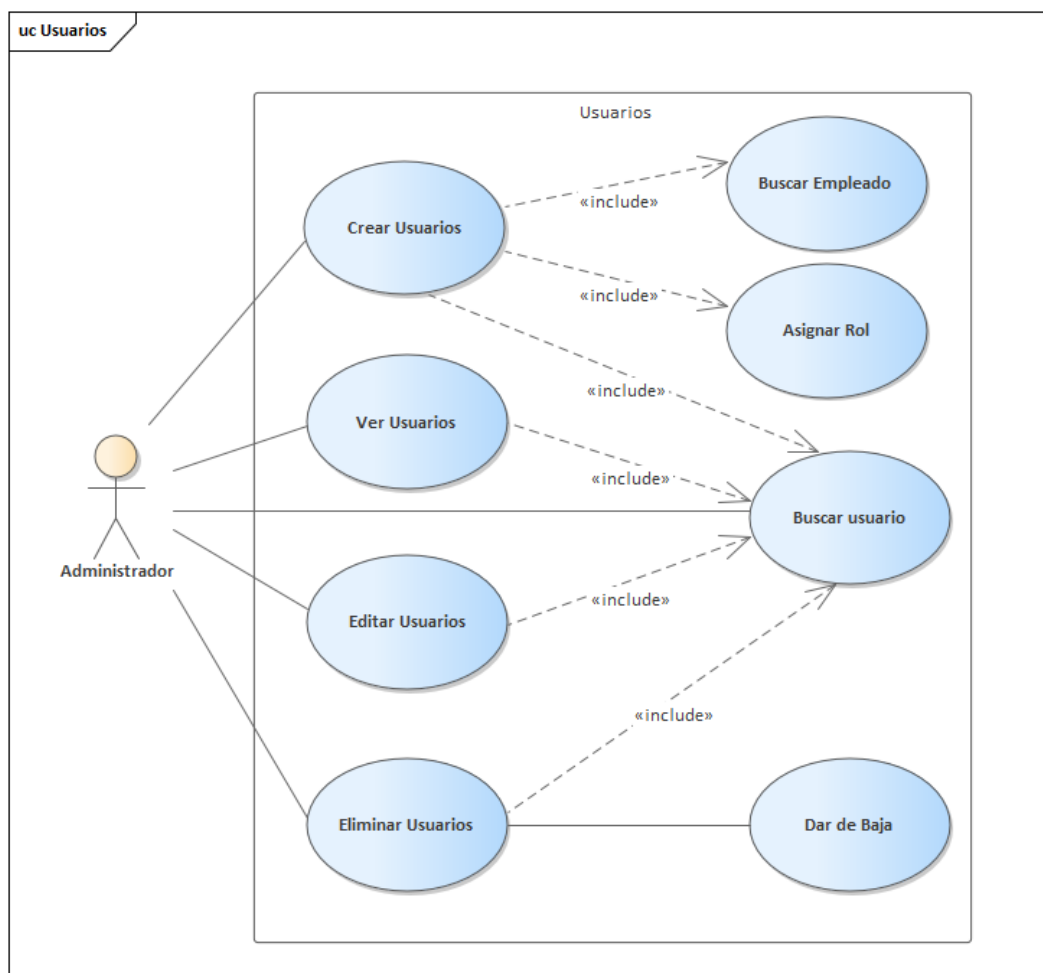 uc Usuarios
Usuarios
Buscar Empleado
Crear Usuarios
«include»
«include»
Asignar Rol
«include»
Ver Usuarios
«include»
Buscar usuario
Administrador
«include»
Editar Usuarios
«include»
Eliminar Usuarios
Dar de Baja